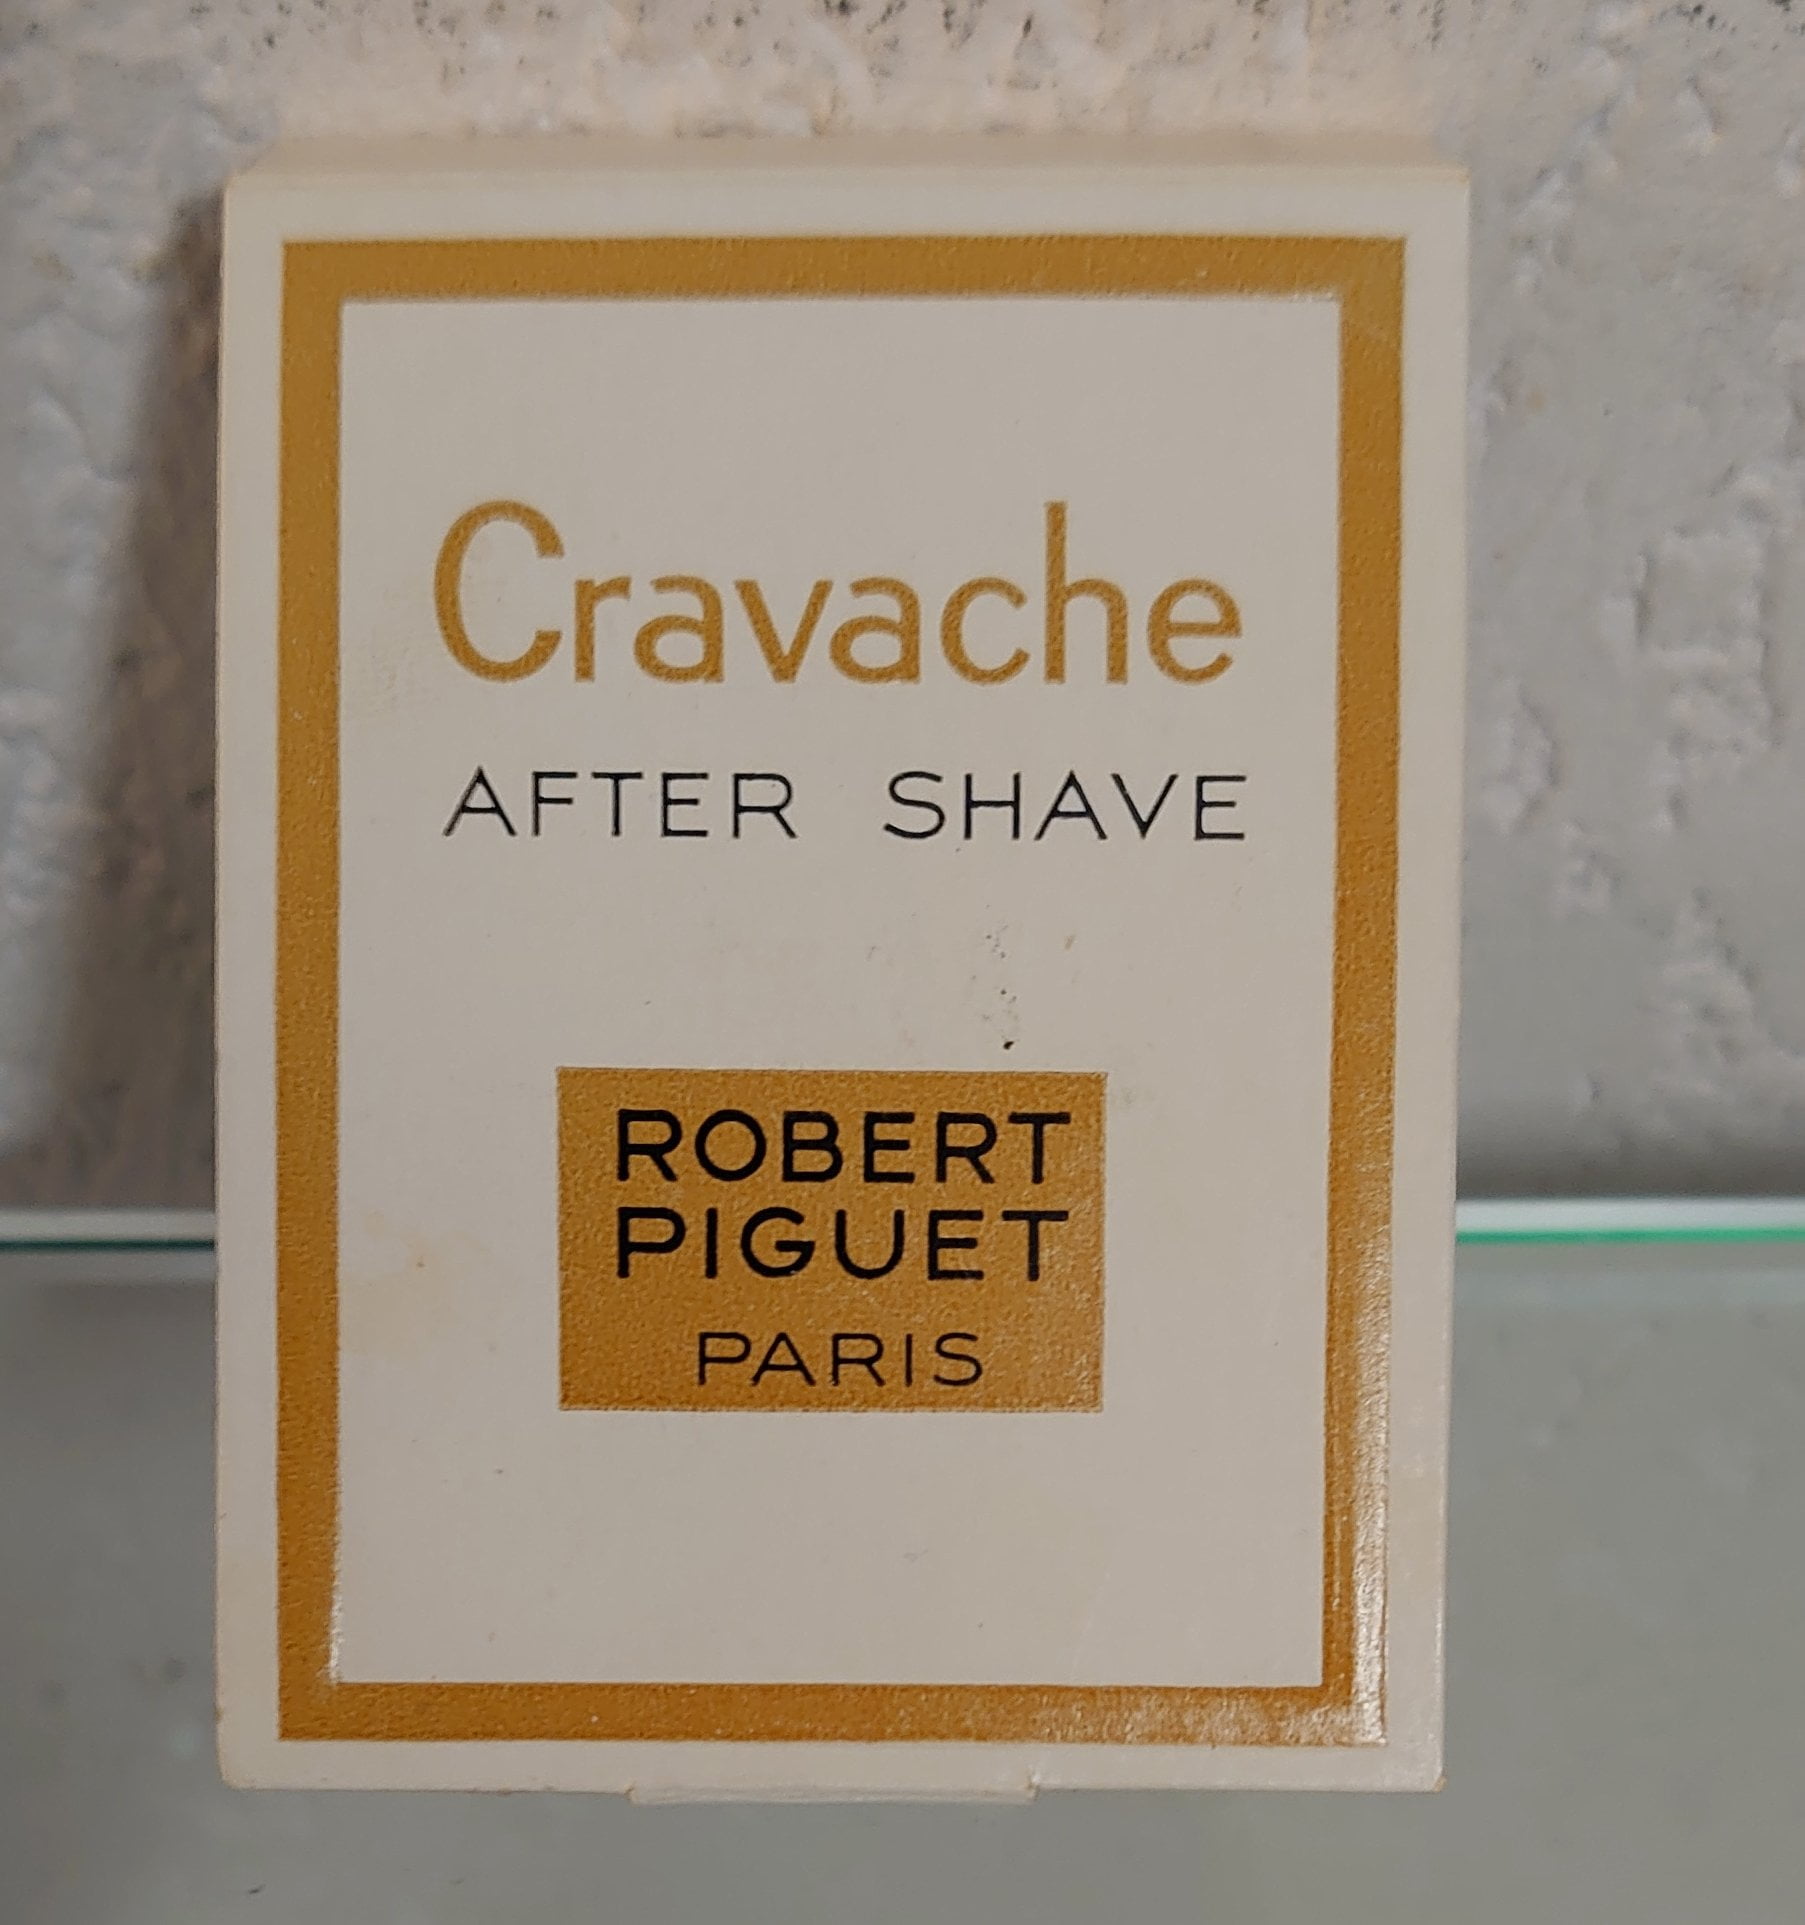 Cravache
AFTER SHAVE
ROBERT
PIGUET
PARIS